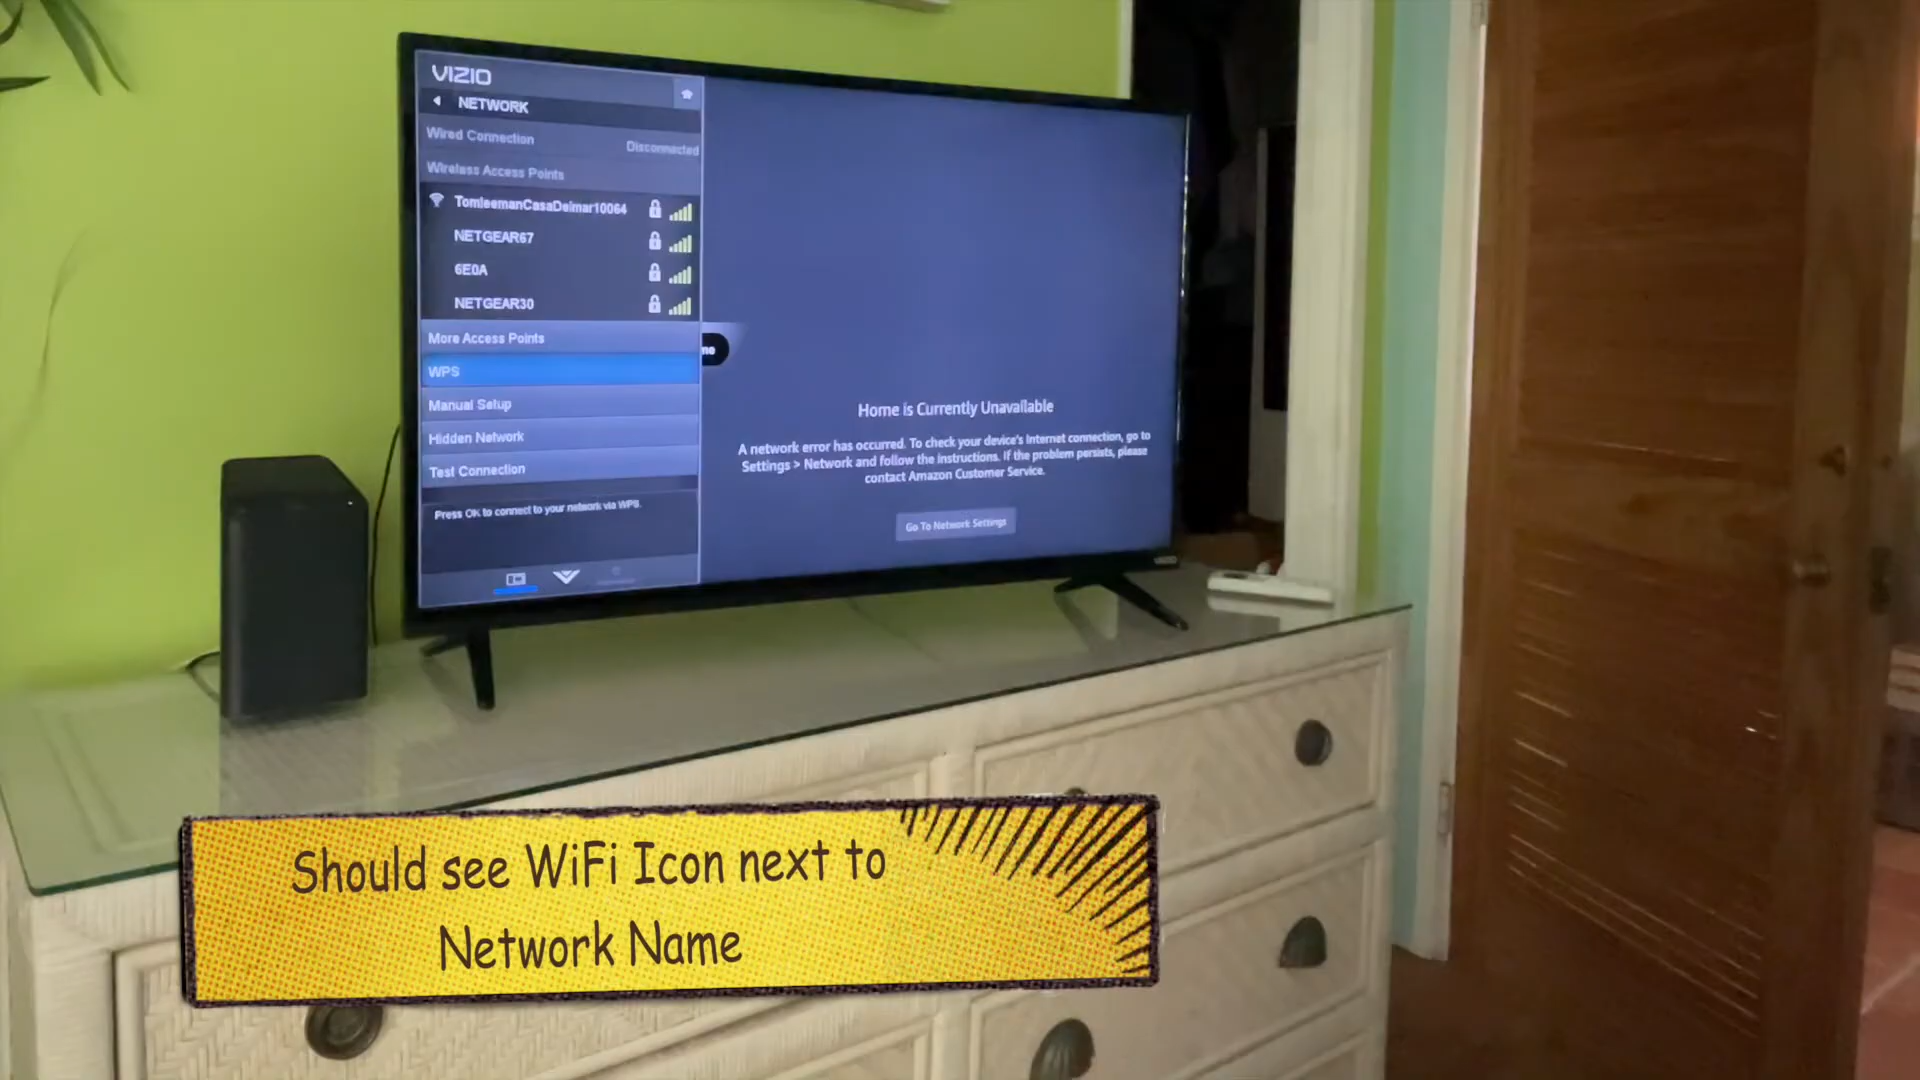 VIZIO
NETWORK
Wired Connection
Disconnected
Wireless Access Points
TomleemanCasaDelmar10064
NETGEAR67
6E0A
NETGEAR30
More Access Points
WPS
Manual Setup
Hidden Network
Test Connection
Press OK to connect to your network via WPS.
Home is Currently Unavailable
A network error has occurred. To check your device's Internet connection, go to
Settings > Network and follow the instructions. If the problem persists, please
contact Amazon Customer Service.
Go To Network Settings
VIZIO
Should see WiFi Icon next to
Network Name